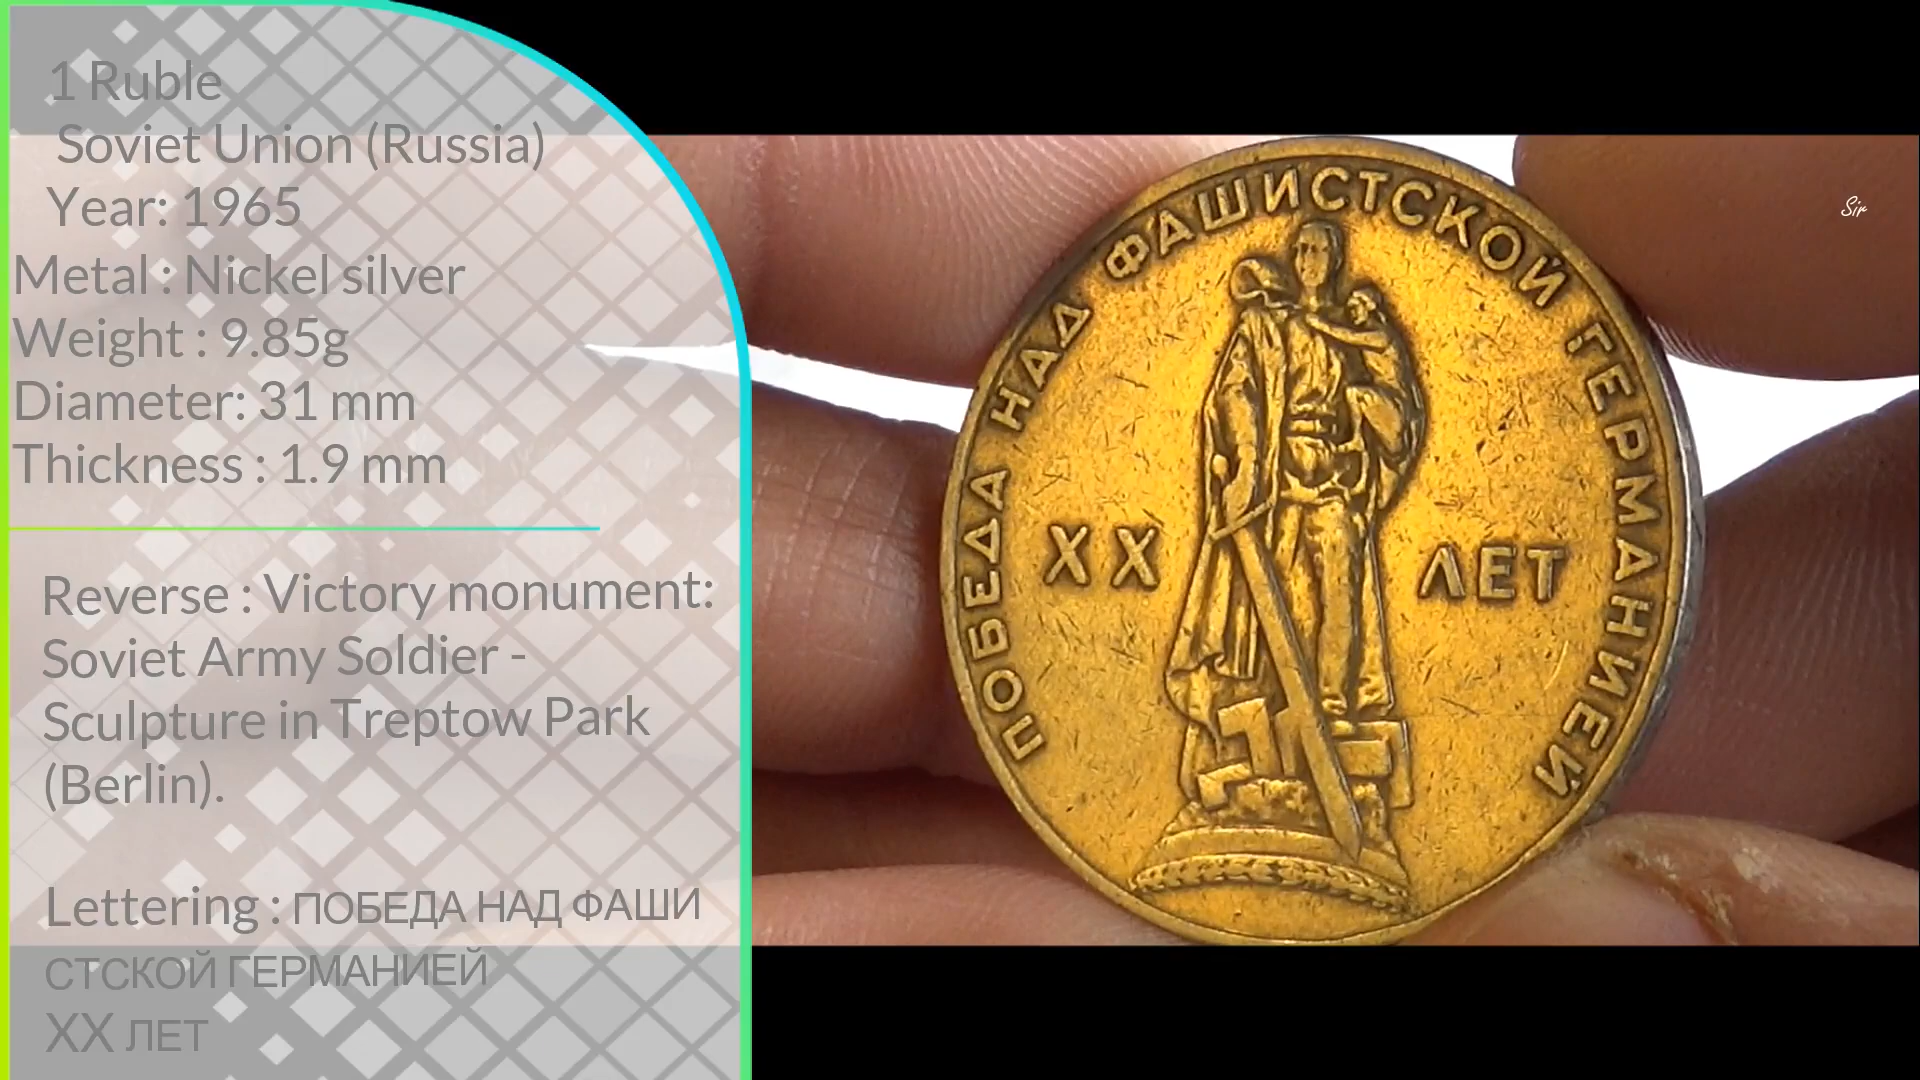 1 Ruble
Soviet Union (Russia)
Year: 1965
Metal : Nickel silver
Weight : 9.85g
Diameter: 31 mm
Thickness : 1.9 mm
Reverse : Victory monument:
Soviet Army Soldier -
Sculpture in Treptow Park
(Berlin).
Lettering : ПОБЕДА НАД ФАШИ
СТСКОЙ ГЕРМАНИЕЙ
XX ЛЕТ
ПОБЕДА НАД ФАШИСТСКОЙ ГЕРМАНИЕЙ
XX ЛЕТ
Sir